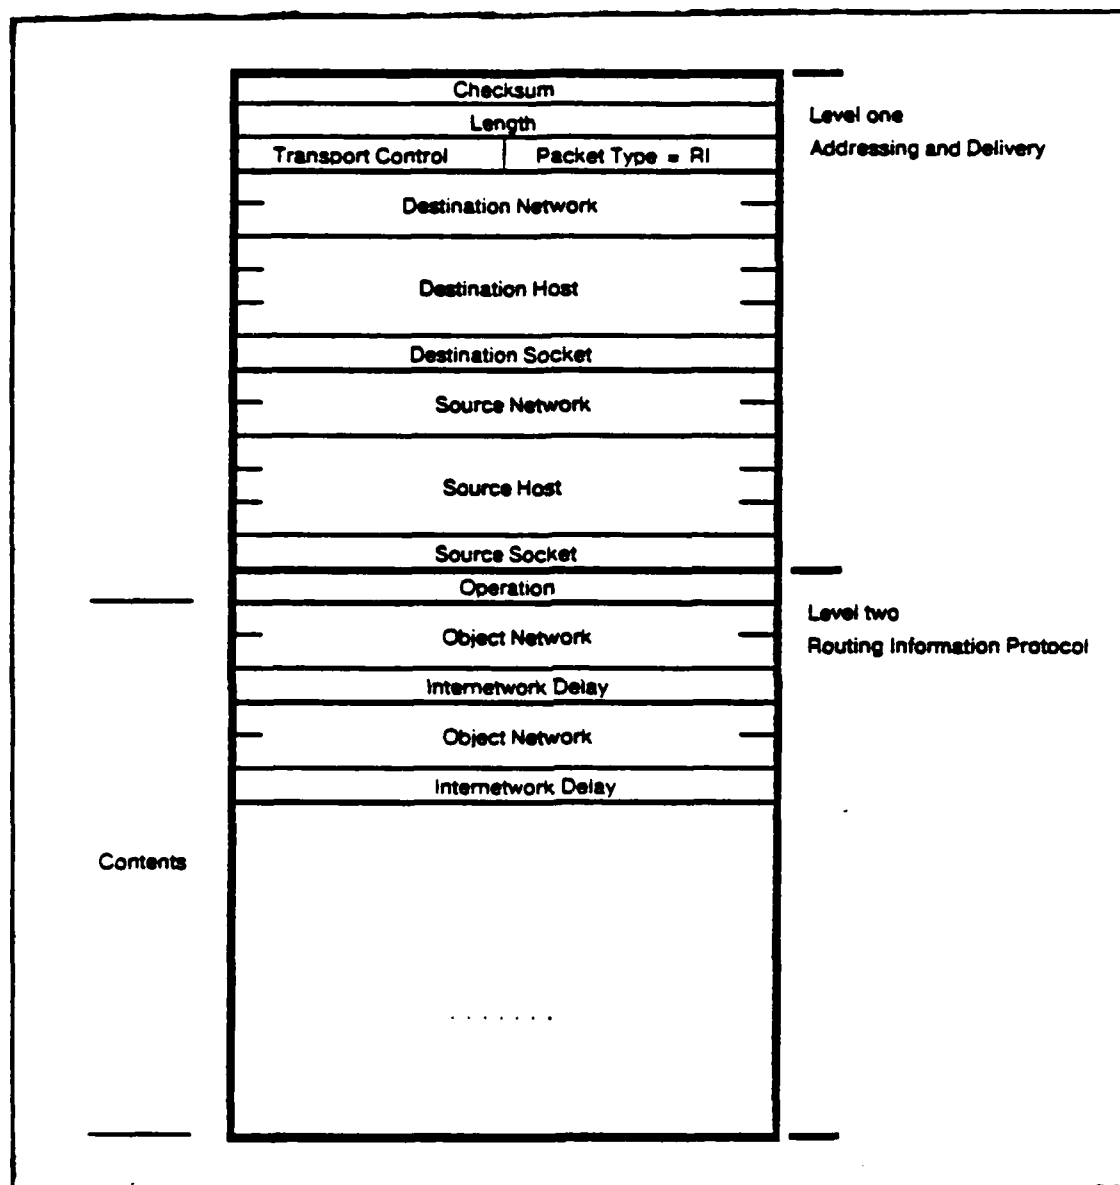 Checksum
Length
Transport Control
Packet Type = RI
Destination Network
Destination Host
Destination Socket
Source Network
Source Host
Source Socket
Operation
Object Network
Internetwork Delay
Object Network
Internetwork Delay
. . . . . . .
Level one
Addressing and Delivery
Level two
Routing Information Protocol
Contents